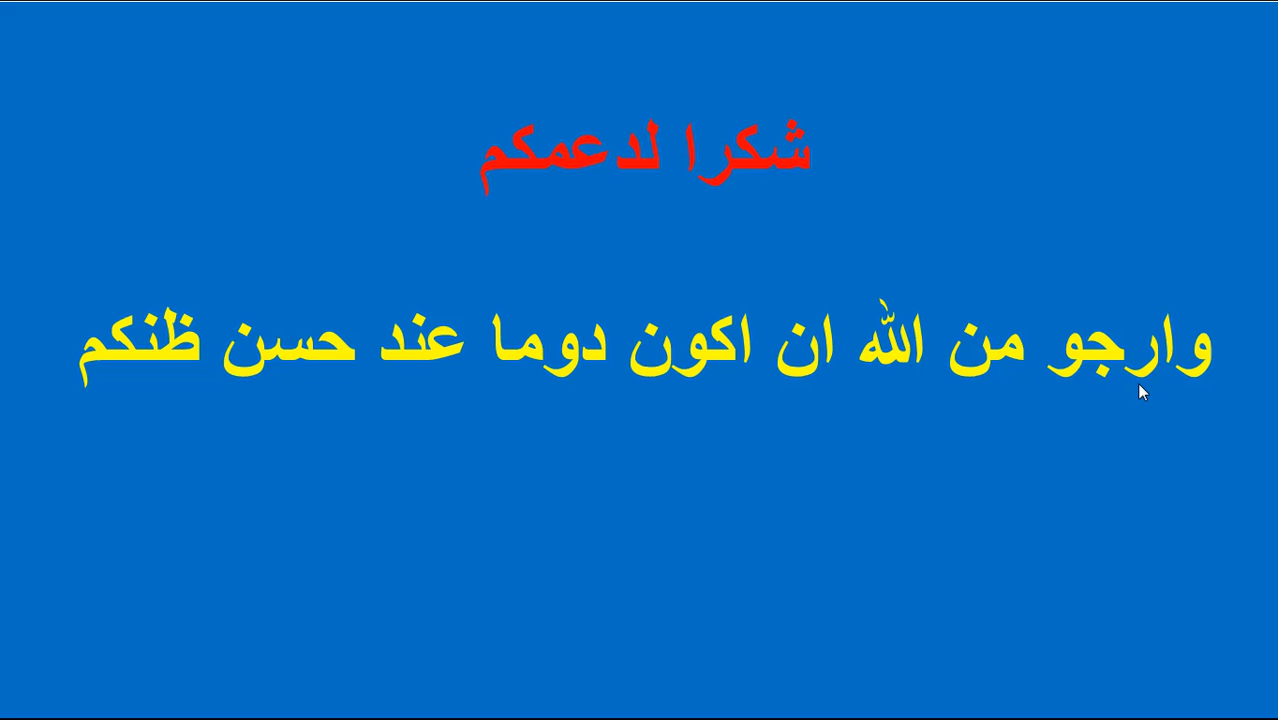 شكرا لدعمكم
وارجو من الله ان اكون دوما عند حسن ظنكم